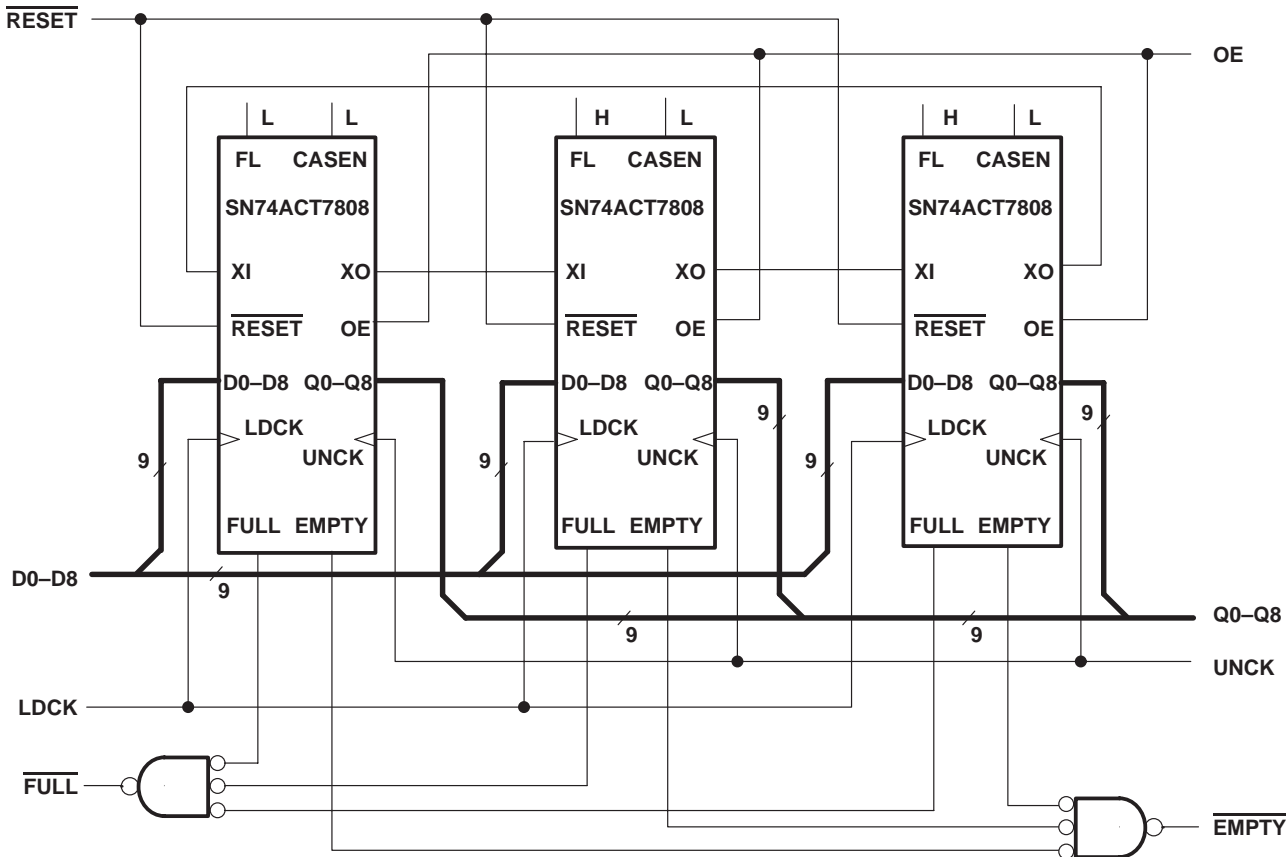 RESET
OE
L L
H L
H L
FL CASEN
FL CASEN
FL CASEN
SN74ACT7808
SN74ACT7808
SN74ACT7808
XI XO
XI XO
XI XO
RESET OE
RESET OE
RESET OE
D0–D8 Q0–Q8
D0–D8 Q0–Q8
D0–D8 Q0–Q8
9
9
LDCK
LDCK
LDCK
UNCK
UNCK
UNCK
9
9
9
FULL EMPTY
FULL EMPTY
FULL EMPTY
D0–D8
9
Q0–Q8
9
9
UNCK
LDCK
FULL
EMPTY